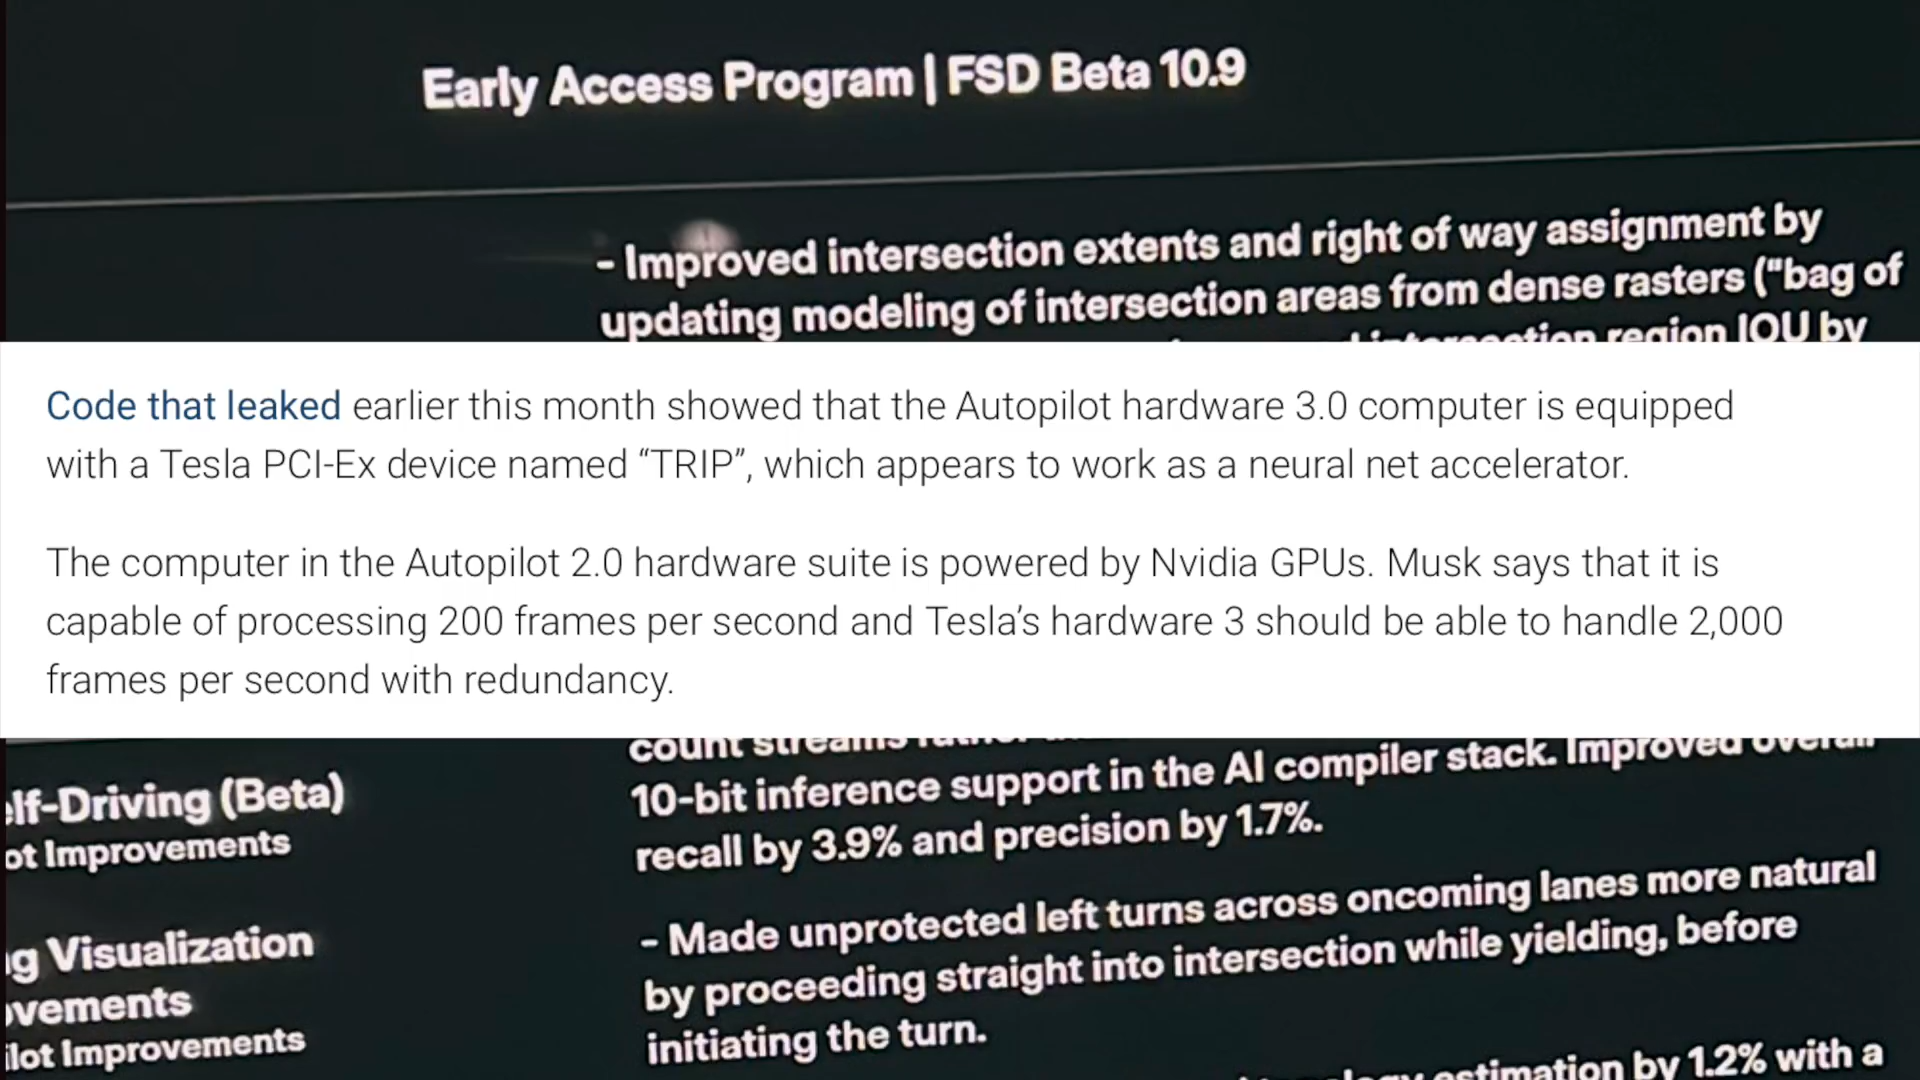 Early Access Program | FSD Beta 10.9
- Improved intersection extents and right of way assignment by
updating modeling of intersection areas from dense rasters ("bag of
region IOU by
Code that leaked earlier this month showed that the Autopilot hardware 3.0 computer is equipped
with a Tesla PCI-Ex device named “TRIP”, which appears to work as a neural net accelerator.
The computer in the Autopilot 2.0 hardware suite is powered by Nvidia GPUs. Musk says that it is
capable of processing 200 frames per second and Tesla’s hardware 3 should be able to handle 2,000
frames per second with redundancy.
count streams
10-bit inference support in the AI compiler stack. Improved overall
recall by 3.9% and precision by 1.7%.
elf-Driving (Beta)
ot Improvements
- Made unprotected left turns across oncoming lanes more natural
by proceeding straight into intersection while yielding, before
initiating the turn.
g Visualization
vements
ilot Improvements
estimation by 1.2% with a